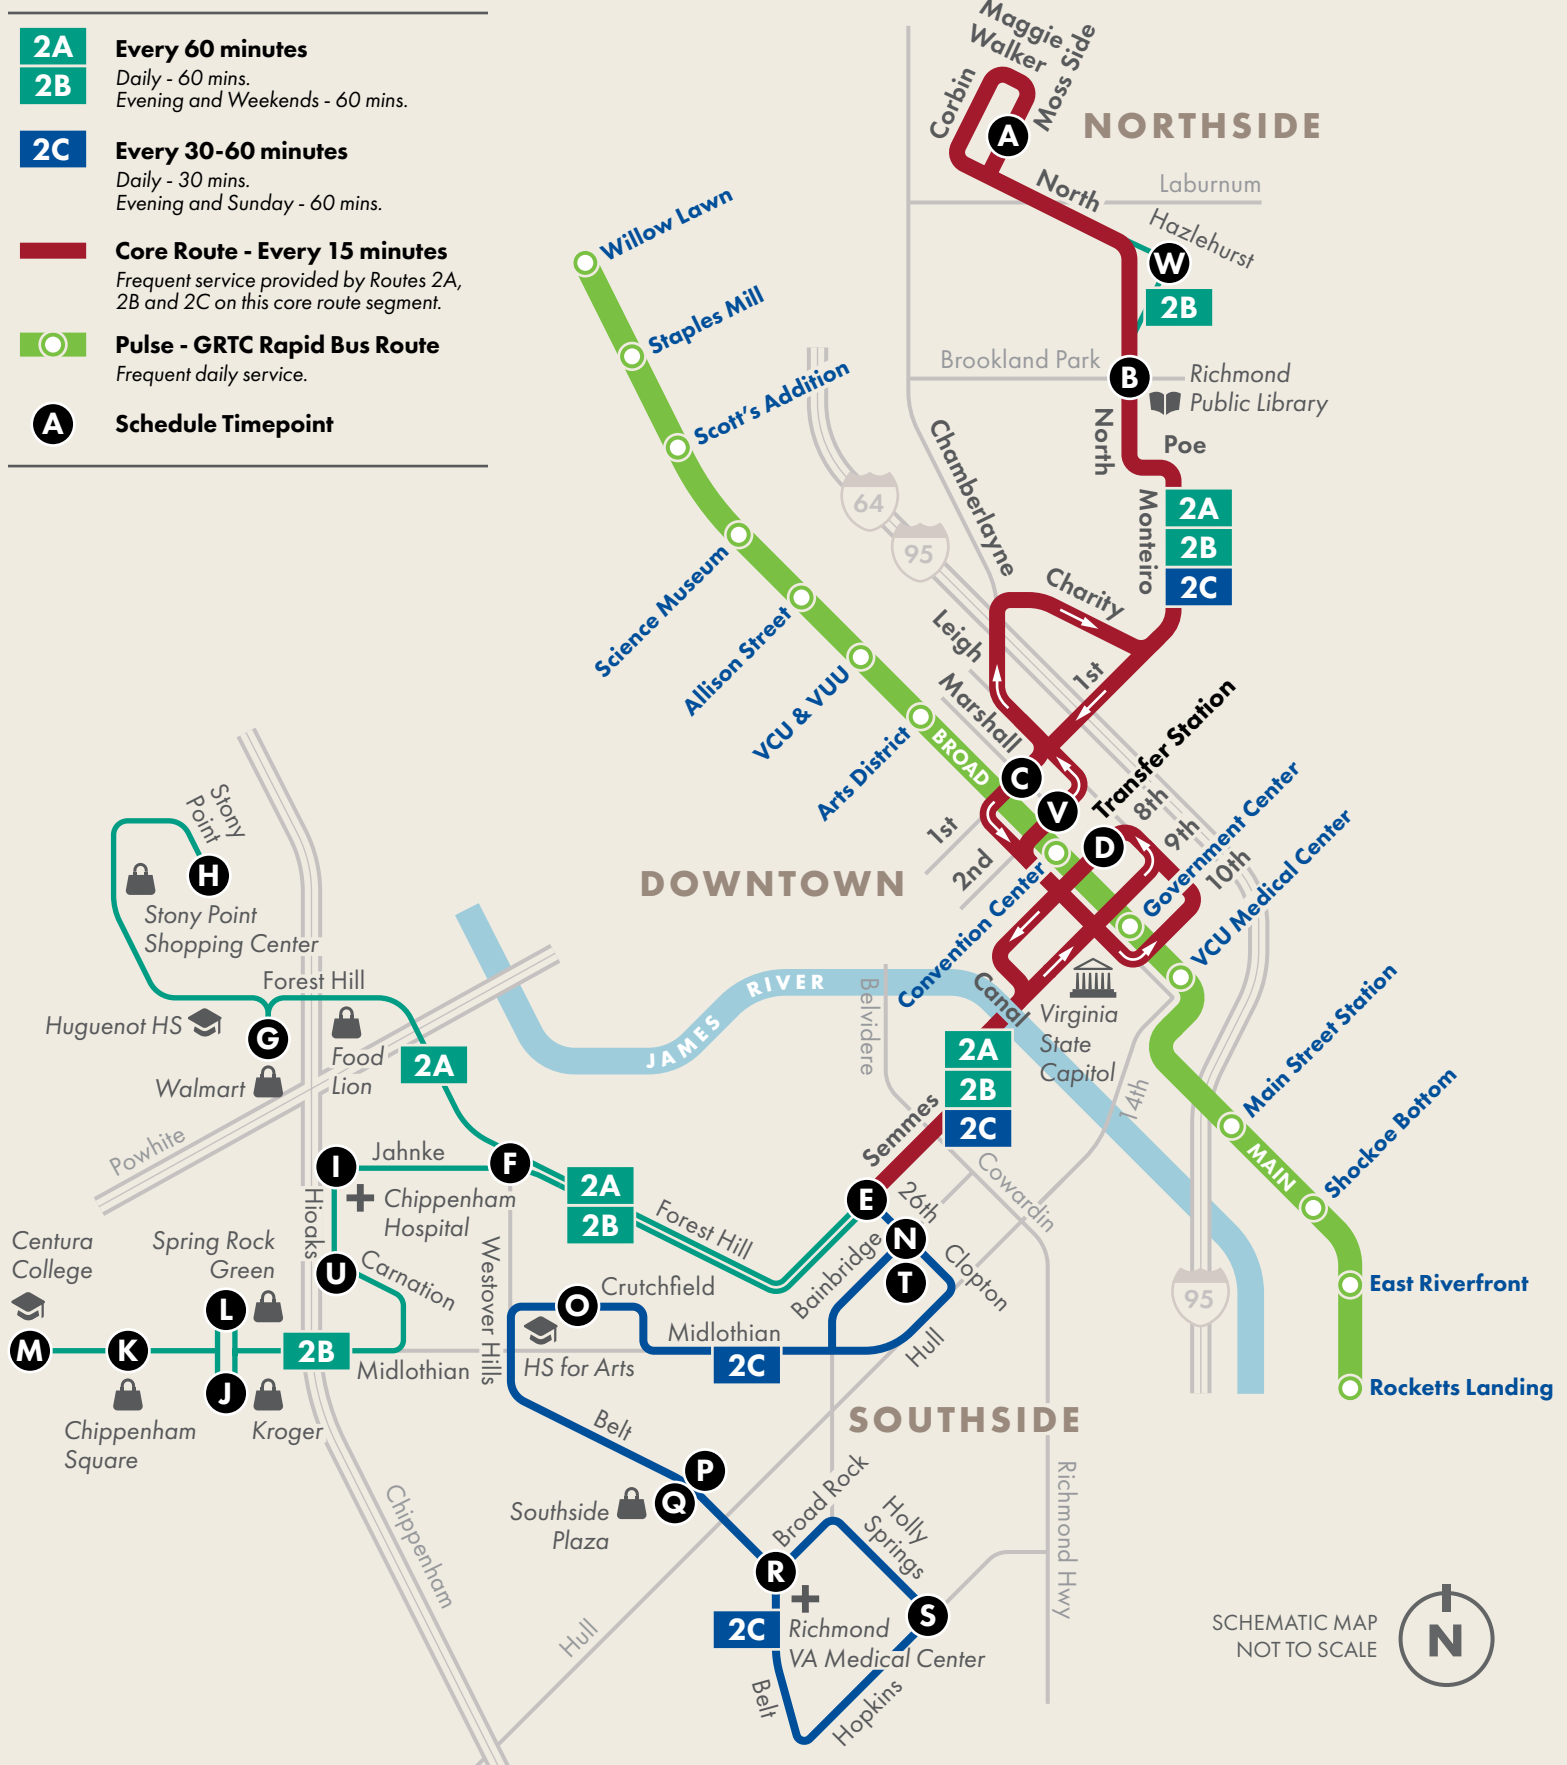 2A
2B
Every 60 minutes
Daily - 60 mins.
Evening and Weekends - 60 mins.
2C
Every 30-60 minutes
Daily - 30 mins.
Evening and Sunday - 60 mins.
Core Route - Every 15 minutes
Frequent service provided by Routes 2A,
2B and 2C on this core route segment.
Pulse - GRTC Rapid Bus Route
Frequent daily service.
A
Schedule Timepoint
Maggie
Walker
Corbin
Moss Side
A
NORTHSIDE
North
Laburnum
Hazlehurst
W
2B
Brookland Park
B
Richmond
Public Library
North
Poe
Monteiro
2A
2B
2C
Willow Lawn
Staples Mill
Scott's Addition
Science Museum
Allison Street
VCU & VUU
Arts District
64
95
Chamberlayne
Charity
Leigh
1st
Marshall
BROAD
C
V
Transfer Station
D
8th
9th
10th
1st
2nd
Convention Center
Government Center
VCU Medical Center
DOWNTOWN
Canal
Virginia
State
Capitol
Main Street Station
Shockoe Bottom
MAIN
East Riverfront
Rocketts Landing
95
14th
JAMES
RIVER
Belvidere
2A
2B
2C
Semmes
Cowardin
E
26th
N
T
Bainbridge
Clopton
Hull
Stony
Point
H
Stony Point
Shopping Center
Forest Hill
Huguenot HS
G
Walmart
Food
Lion
2A
Powhite
I
Jahnke
F
Chippenham
Hospital
2A
2B
Forest Hill
Hioaks
U
Carnation
Westover Hills
Centura
College
Spring Rock
Green
L
M
K
J
2B
Midlothian
Chippenham
Square
Kroger
O
Crutchfield
HS for Arts
Midlothian
2C
SOUTHSIDE
Belt
P
Q
Southside
Plaza
Chippenham
Hull
Broad Rock
Holly
Springs
R
S
2C
Richmond
VA Medical Center
Belt
Hopkins
Richmond Hwy
SCHEMATIC MAP
NOT TO SCALE
N